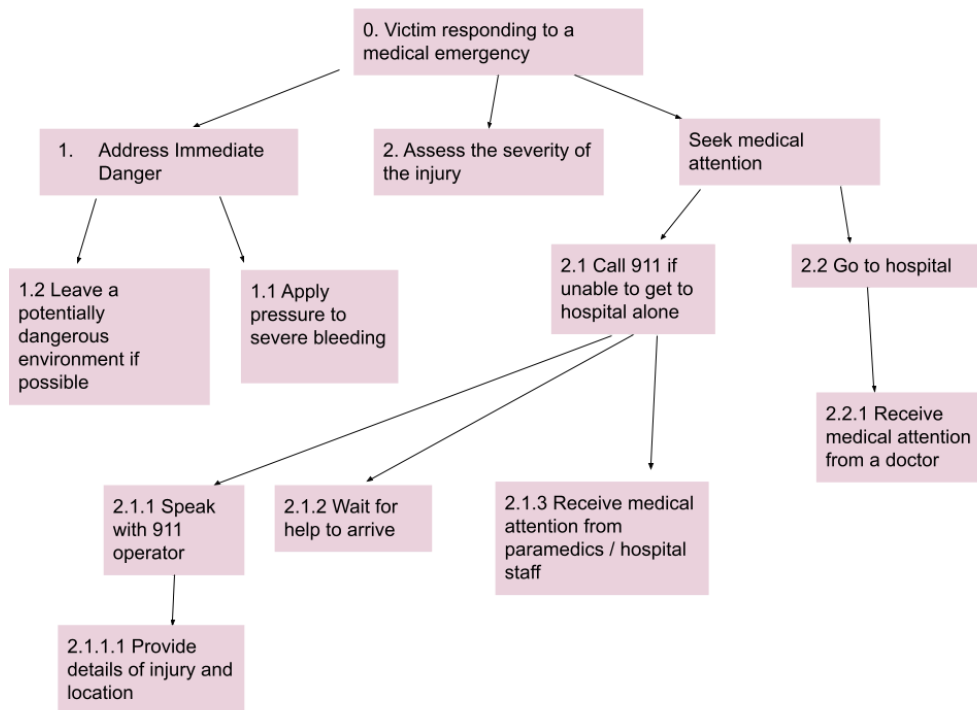 0. Victim responding to a
medical emergency
1. Address Immediate
Danger
2. Assess the severity of
the injury
Seek medical
attention
1.2 Leave a
potentially
dangerous
environment if
possible
1.1 Apply
pressure to
severe bleeding
2.1 Call 911 if
unable to get to
hospital alone
2.2 Go to hospital
2.2.1 Receive
medical attention
from a doctor
2.1.1 Speak
with 911
operator
2.1.2 Wait for
help to arrive
2.1.3 Receive medical
attention from
paramedics / hospital
staff
2.1.1.1 Provide
details of injury and
location